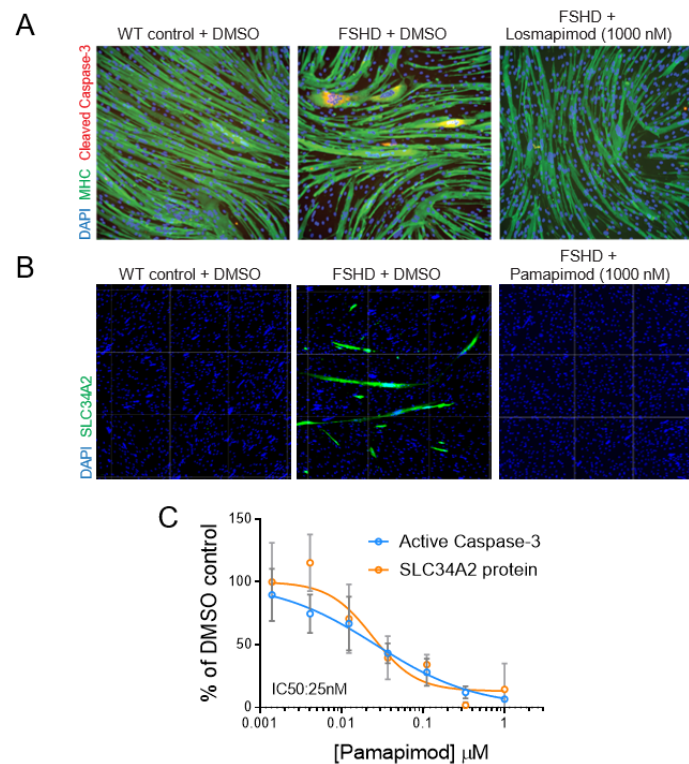 A
WT control + DMSO
FSHD + DMSO
FSHD +
Losmapimod (1000 nM)
DAPI MHC Cleaved Caspase-3
B
WT control + DMSO
FSHD + DMSO
FSHD +
Pamapimod (1000 nM)
DAPI SLC34A2
C
% of DMSO control
150
100
50
0
Active Caspase-3
SLC34A2 protein
IC50:25nM
0.001
0.01
0.1
1
[Pamapimod] μM